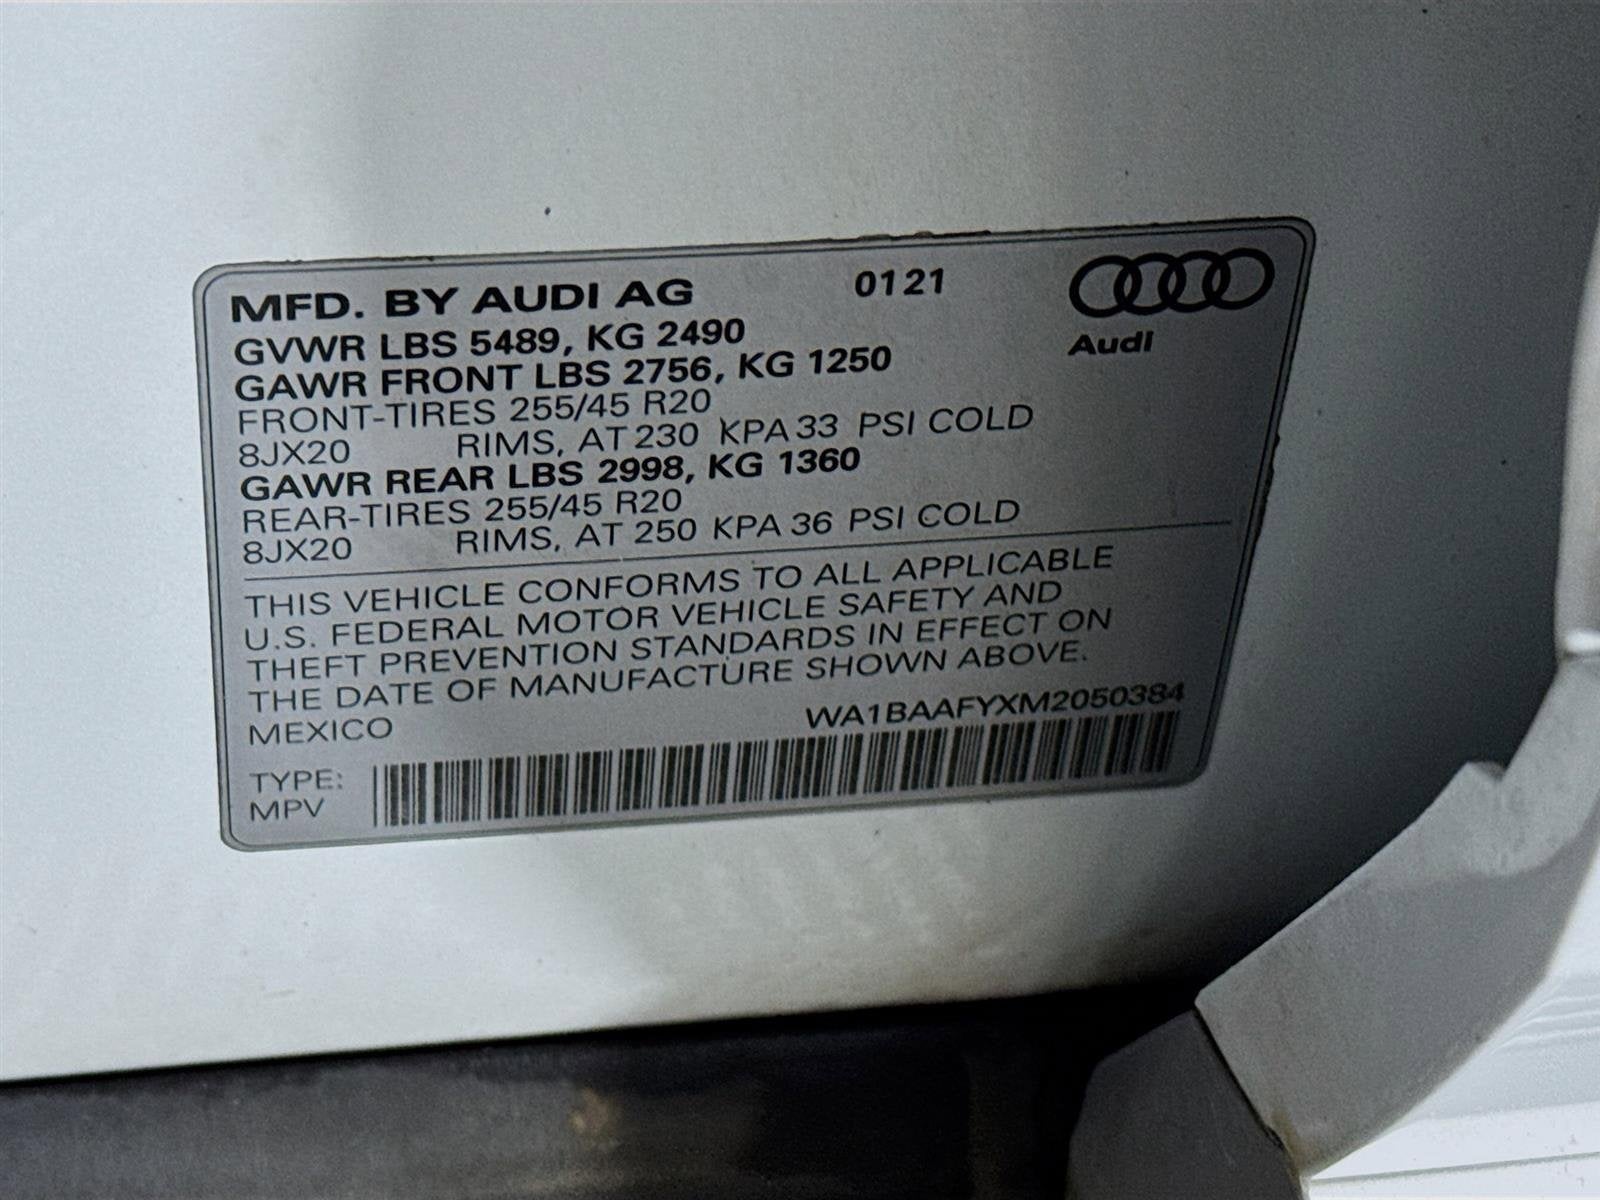 MFD. BY AUDI AG 0121
Audi
GVWR LBS 5489, KG 2490
GAWR FRONT LBS 2756, KG 1250
FRONT-TIRES 255/45 R20
8JX20 RIMS, AT 230 KPA 33 PSI COLD
GAWR REAR LBS 2998, KG 1360
REAR-TIRES 255/45 R20
8JX20 RIMS, AT 250 KPA 36 PSI COLD
THIS VEHICLE CONFORMS TO ALL APPLICABLE
U.S. FEDERAL MOTOR VEHICLE SAFETY AND
THEFT PREVENTION STANDARDS IN EFFECT ON
THE DATE OF MANUFACTURE SHOWN ABOVE.
MEXICO WA1BAAFYXM2050384
TYPE:
MPV